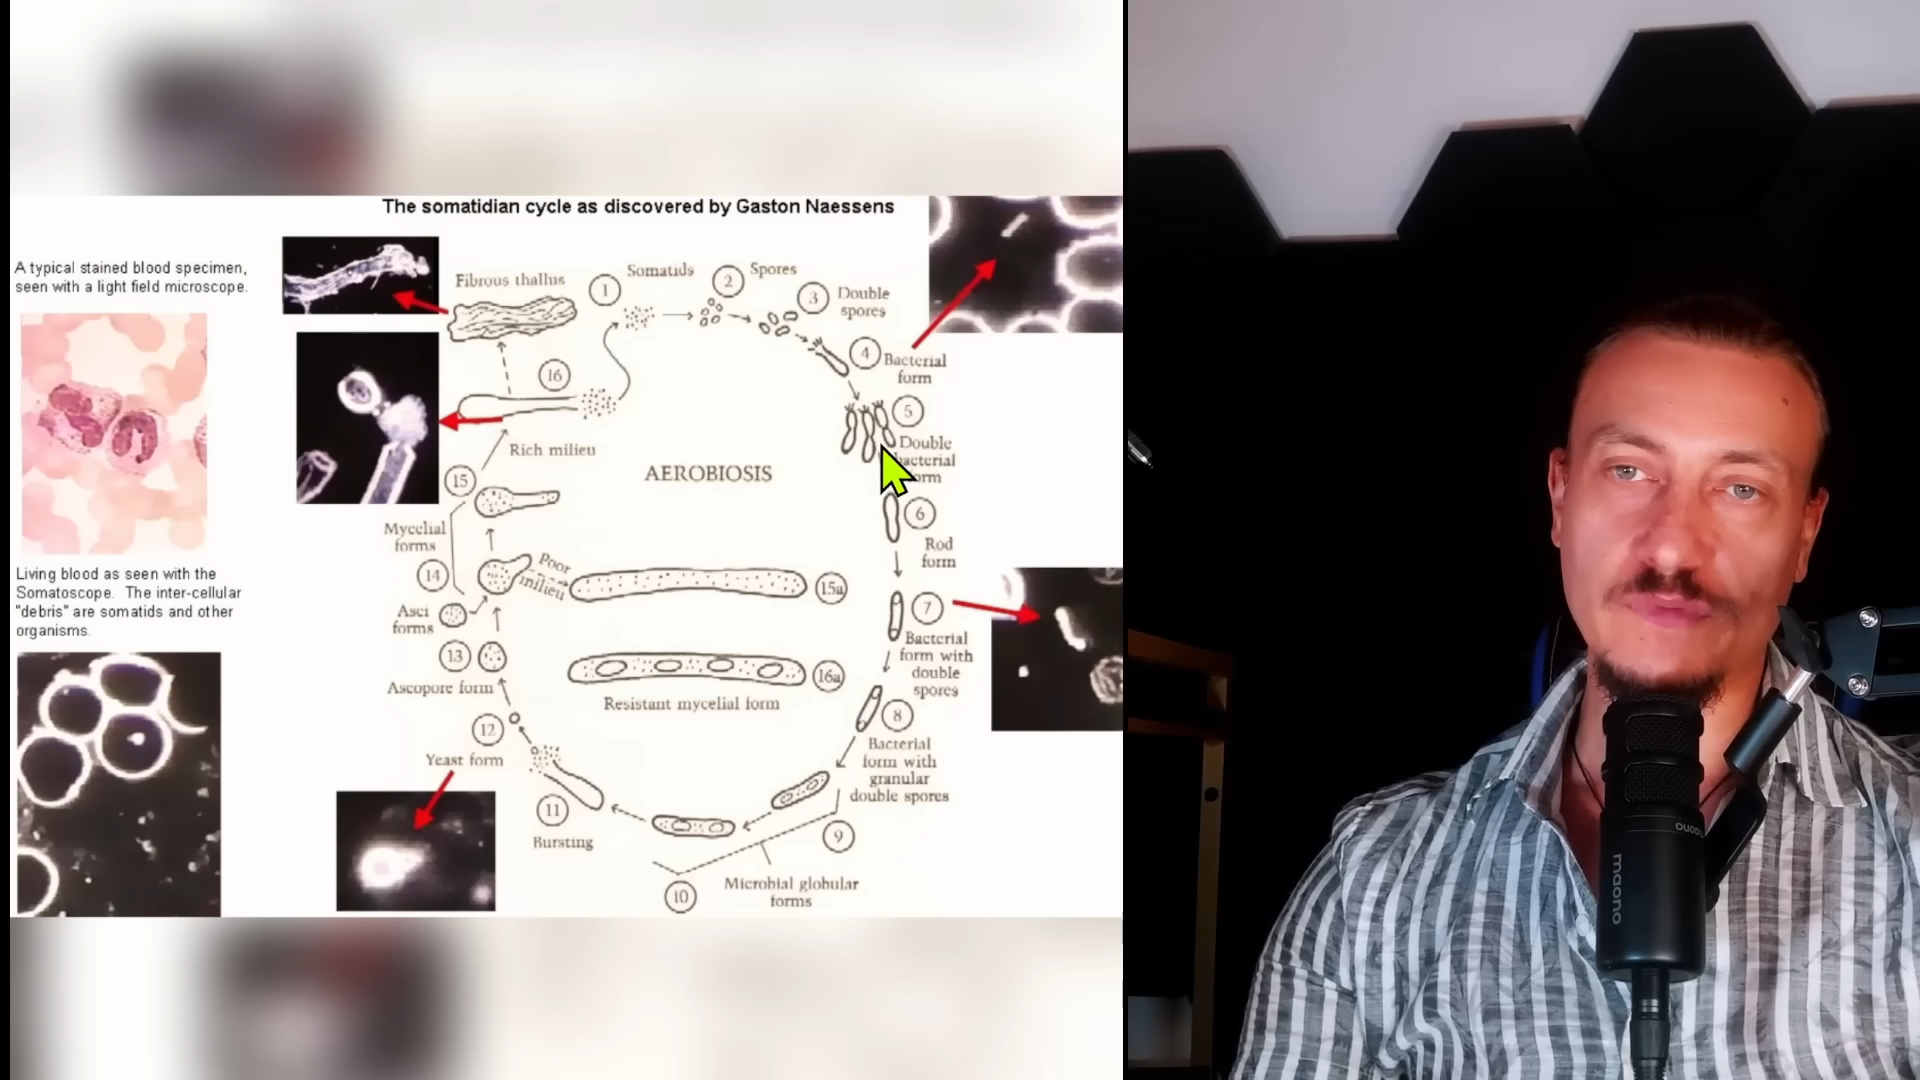 The somatidian cycle as discovered by Gaston Naessens
A typical stained blood specimen,
seen with a light field microscope.
Living blood as seen with the
Somatoscope. The inter-cellular
"debris" are somatids and other
organisms.
Fibrous thallus
1
Somatids
2
Spores
3
Double
spores
4
Bacterial
form
5
Double
bacterial
form
6
Rod
form
7
Bacterial
form with
double
spores
8
Bacterial
form with
granular
double spores
9
10
Microbial globular
forms
11
Bursting
12
Yeast form
13
Ascopore form
Asci
forms
14
Mycelial
forms
15
16
Rich milieu
AEROBIOSIS
Poor
milieu
15a
16a
Resistant mycelial form
maono
maono